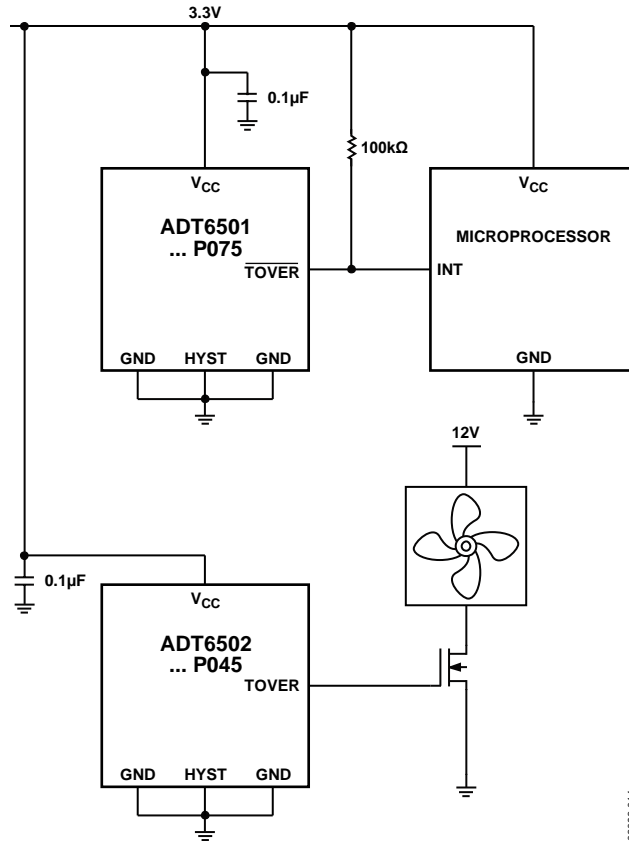 3.3V
0.1µF
100kΩ
VCC
ADT6501
... P075
TOVER
GND HYST GND
VCC
MICROPROCESSOR
INT
GND
12V
0.1µF
VCC
ADT6502
... P045
TOVER
GND HYST GND